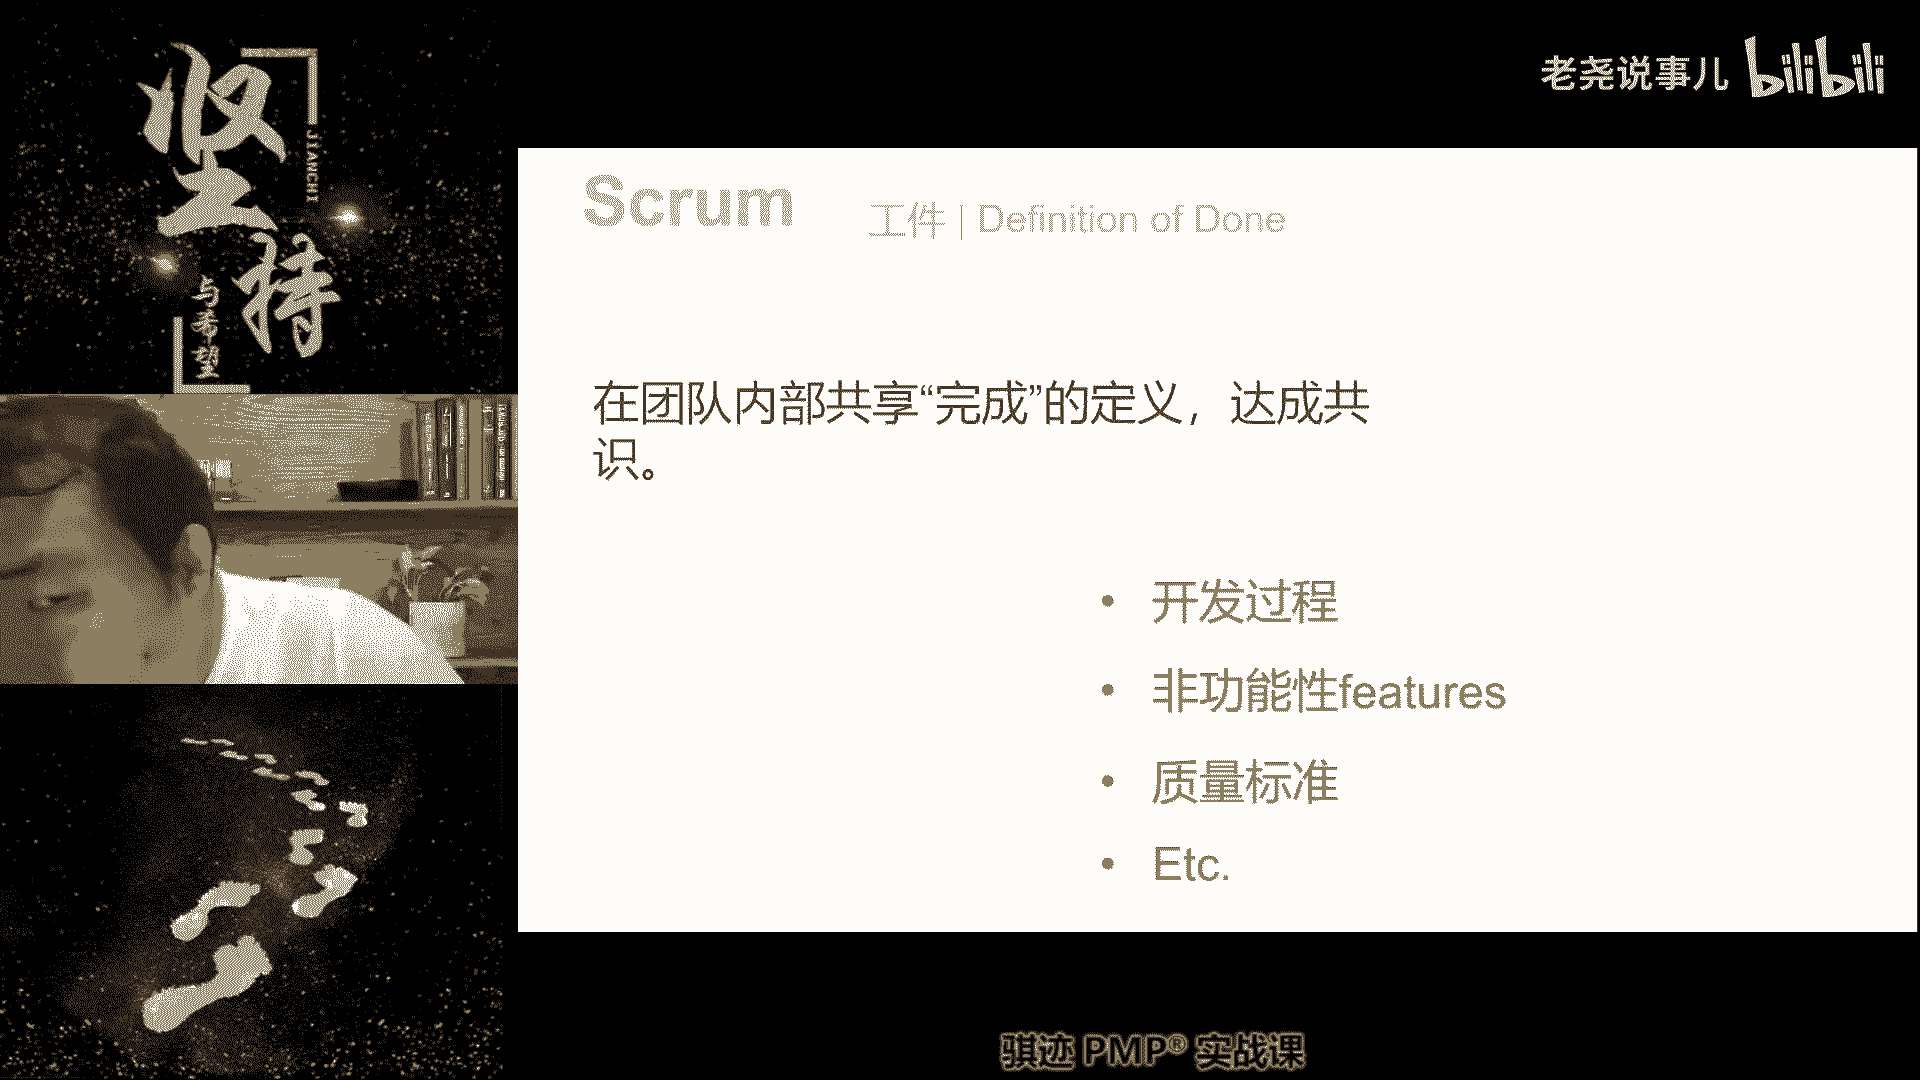 坚持
JIANCHI
与希望
老尧说事儿 bilibili
Scrum
工件 | Definition of Done
在团队内部共享“完成”的定义，达成共
识。
• 开发过程
• 非功能性features
• 质量标准
• Etc.
骐迹 PMP® 实战课